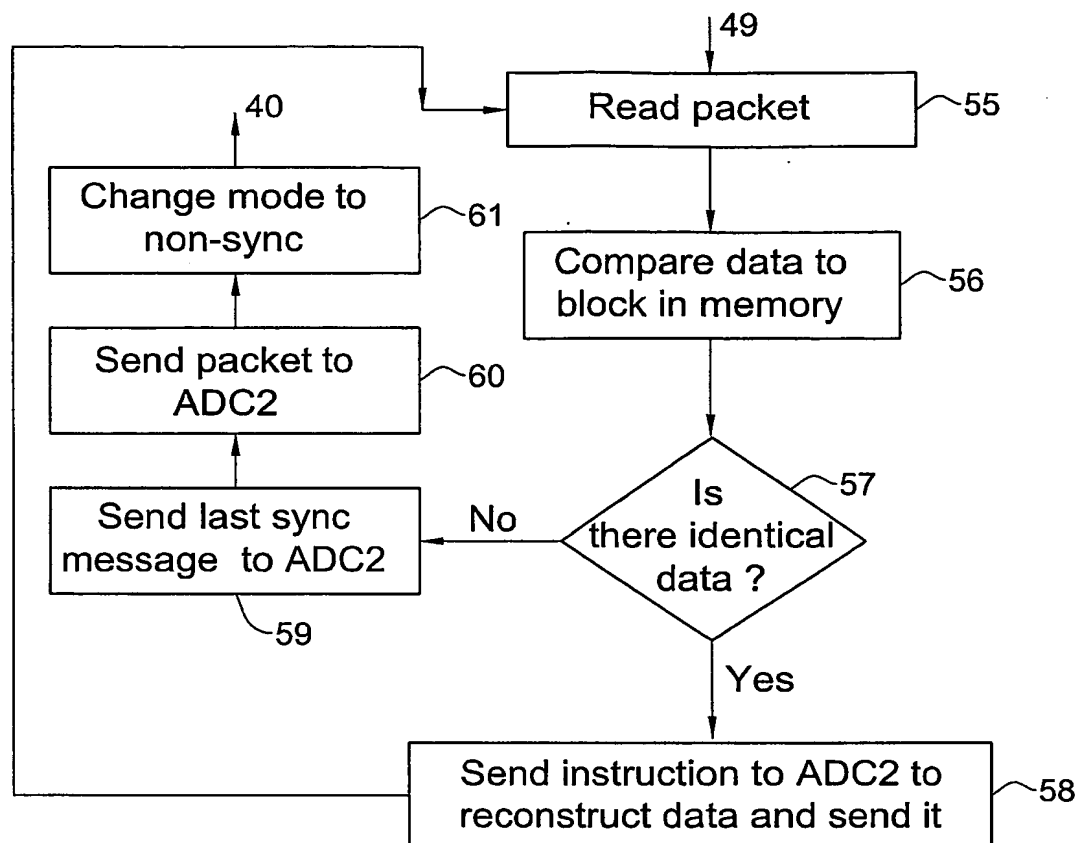 49
Read packet
55
40
Change mode to
non-sync
61
Compare data to
block in memory
56
Send packet to
ADC2
60
Is
there identical
data ?
57
No
Send last sync
message to ADC2
59
Yes
Send instruction to ADC2 to
reconstruct data and send it
58